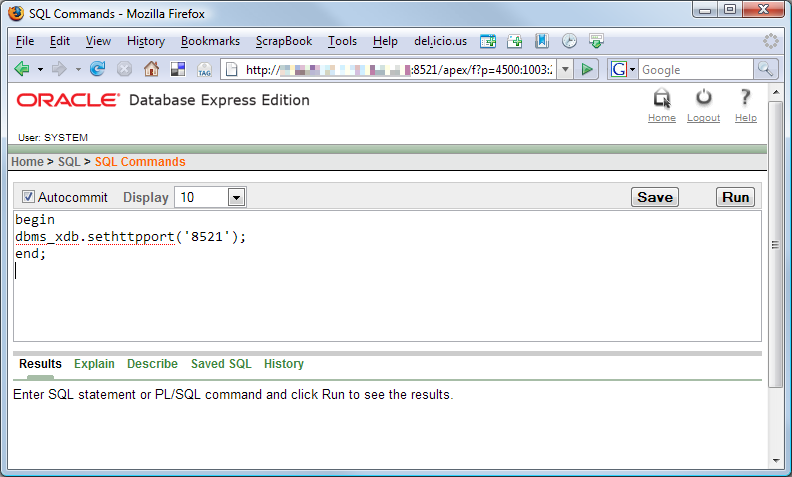 SQL Commands - Mozilla Firefox
File Edit View History Bookmarks ScrapBook Tools Help del.icio.us
TAG http:// :8521/apex/f?p=4500:1003: G Google
ORACLE® Database Express Edition
Home Logout Help
User: SYSTEM
Home > SQL > SQL Commands
Autocommit Display 10 Save Run
begin
dbms_xdb.sethttpport('8521');
end;
Results Explain Describe Saved SQL History
Enter SQL statement or PL/SQL command and click Run to see the results.